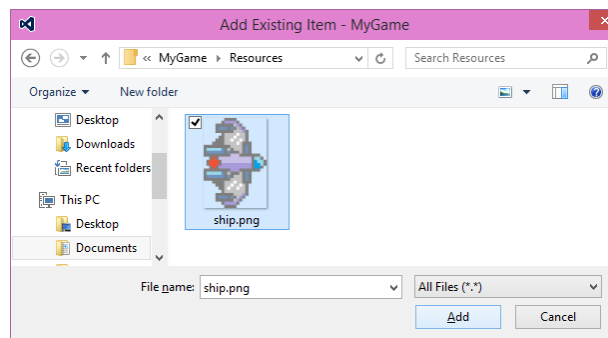 Add Existing Item - MyGame
« MyGame Resources
Search Resources
Organize New folder
Desktop
Downloads
Recent folders
This PC
Desktop
Documents
ship.png
File name: ship.png
All Files (*.*)
Add Cancel